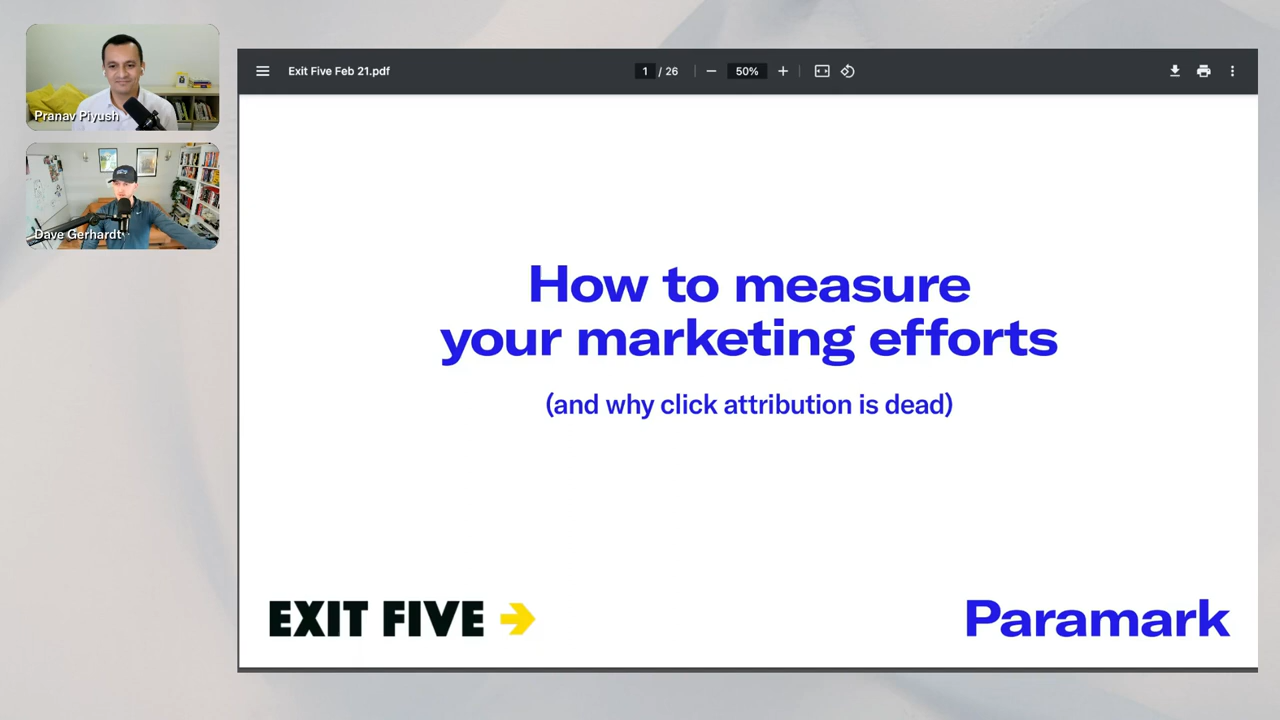 Pranav Piyush
Dave Gerhardt
Exit Five Feb 21.pdf
1 / 26
50%
How to measure
your marketing efforts
(and why click attribution is dead)
EXIT FIVE
Paramark